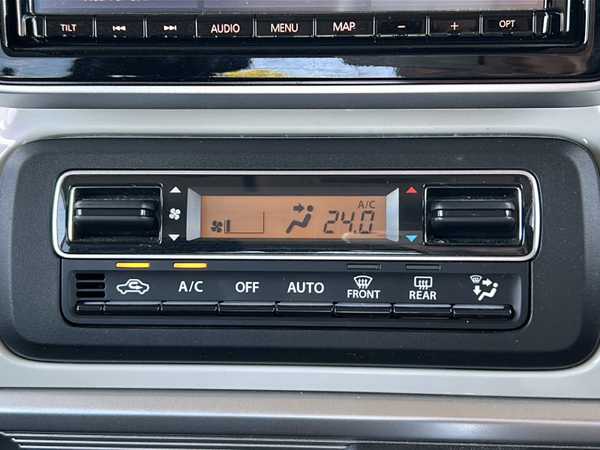 TILT AUDIO MENU MAP - + OPT
A/C
24.0
A/C OFF AUTO FRONT REAR